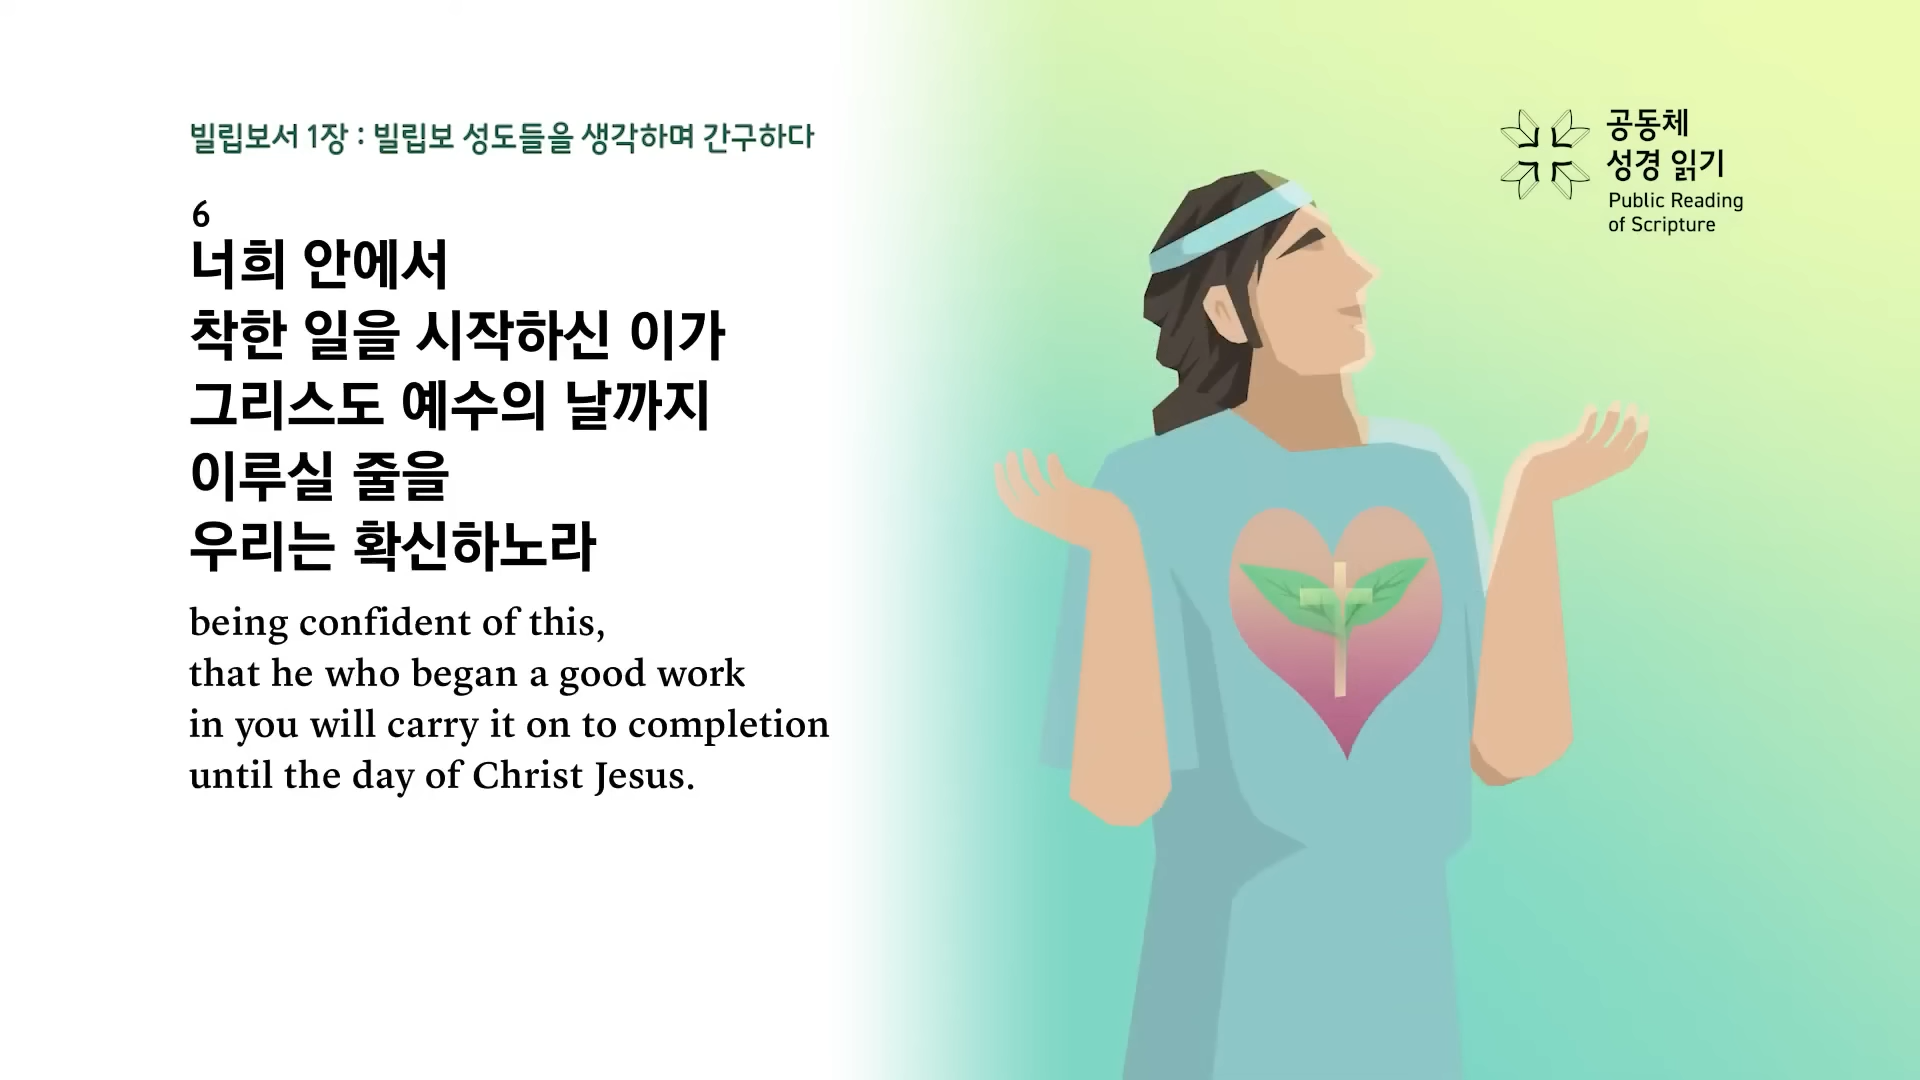 빌립보서 1장 : 빌립보 성도들을 생각하며 간구하다
6
너희 안에서
착한 일을 시작하신 이가
그리스도 예수의 날까지
이루실 줄을
우리는 확신하노라
being confident of this,
that he who began a good work
in you will carry it on to completion
until the day of Christ Jesus.
공동체
성경 읽기
Public Reading
of Scripture